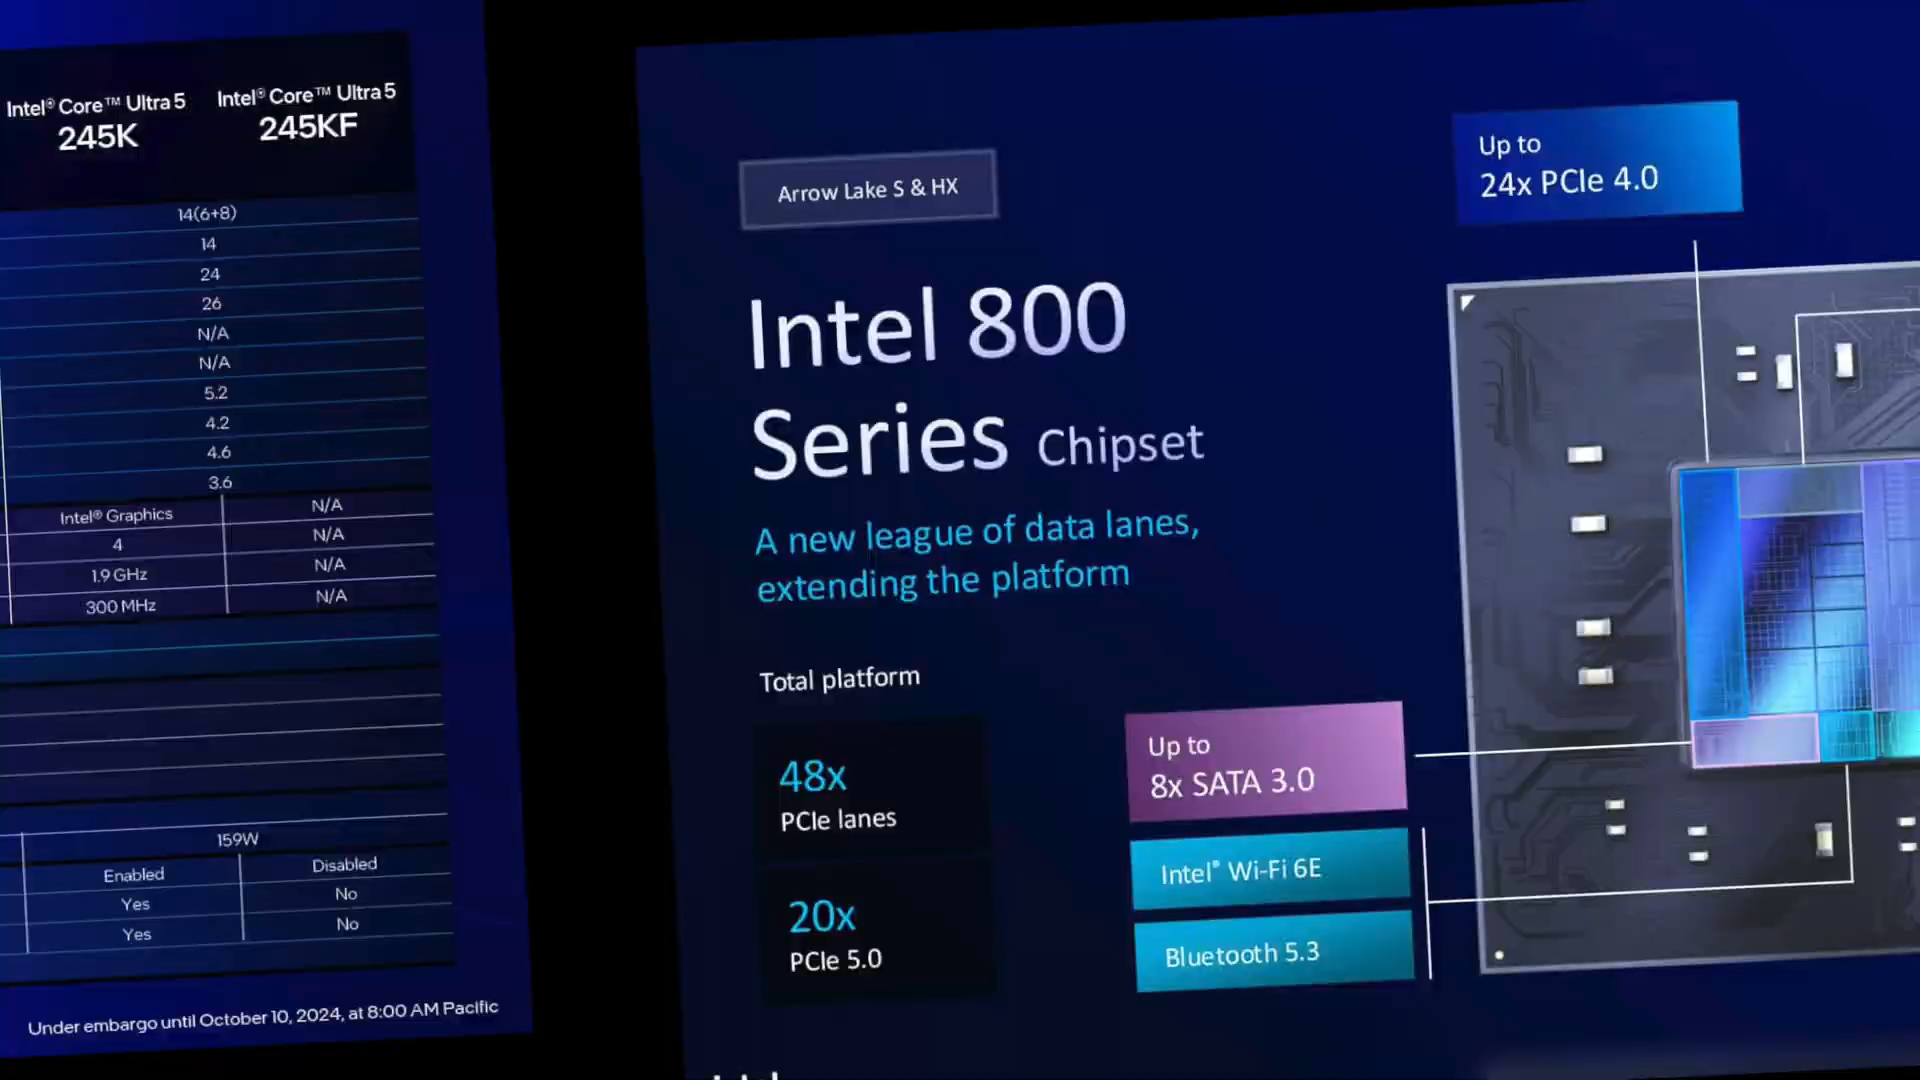 Intel® Core™ Ultra 5 Intel® Core™ Ultra 5
245K 245KF
14(6+8)
14
24
26
N/A
N/A
5.2
4.2
4.6
3.6
Intel® Graphics N/A
4 N/A
1.9 GHz N/A
300 MHz N/A
159W
Enabled Disabled
Yes No
Yes No
Under embargo until October 10, 2024, at 8:00 AM Pacific
Arrow Lake S & HX
Intel 800
Series Chipset
A new league of data lanes,
extending the platform
Total platform
48x
PCIe lanes
20x
PCIe 5.0
Up to
24x PCIe 4.0
Up to
8x SATA 3.0
Intel® Wi-Fi 6E
Bluetooth 5.3